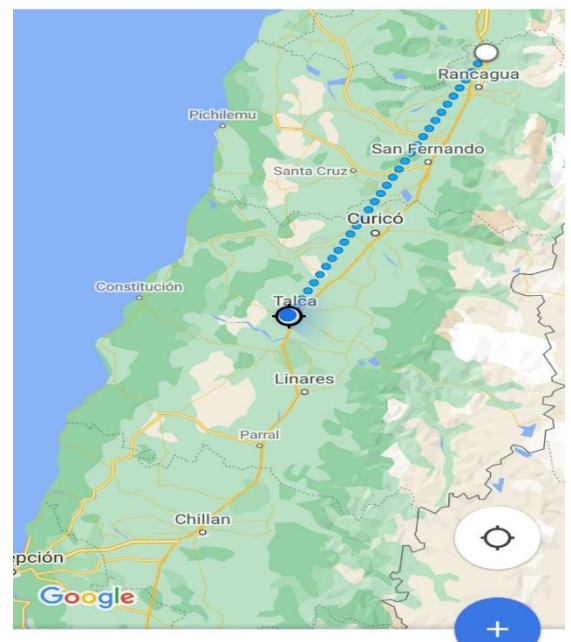 Rancagua
Pichilemu
San Fernando
Santa Cruz
Curicó
Constitución
Talca
Linares
Parral
Chillan
epción
Google
+